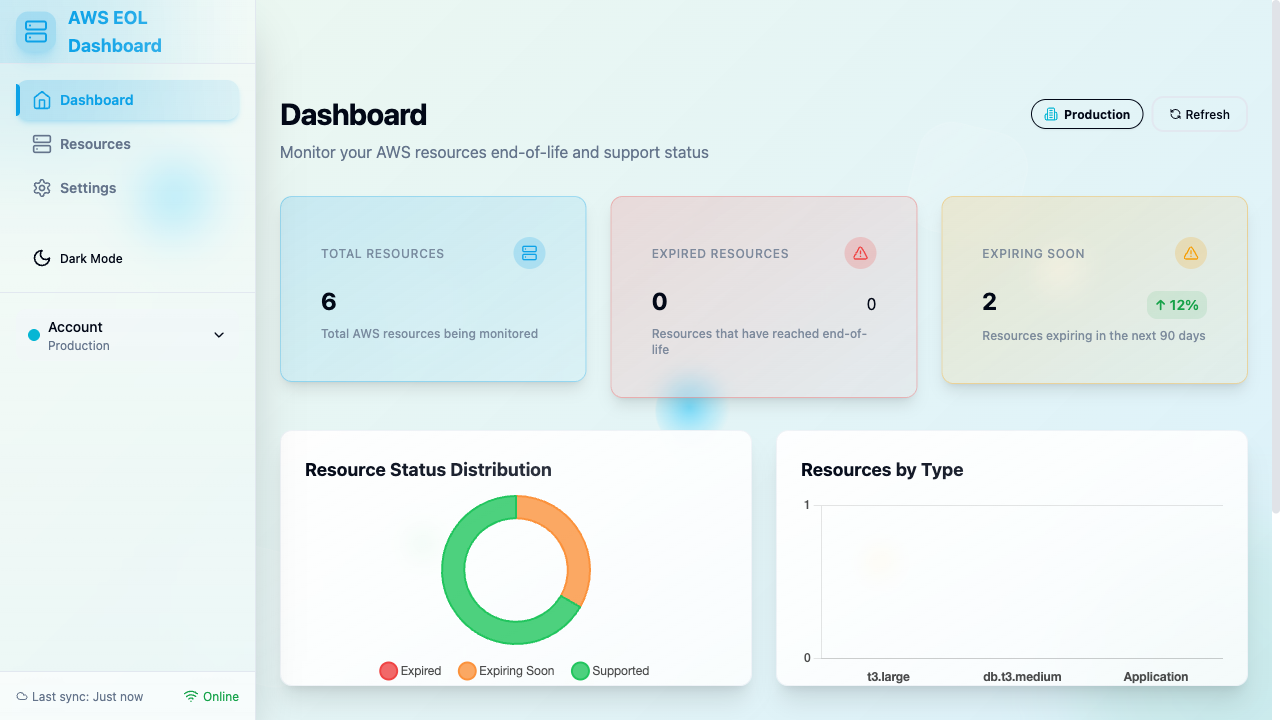 AWS EOL
Dashboard
Dashboard
Resources
Settings
Dark Mode
Account
Production
Last sync: Just now
Online
Dashboard
Monitor your AWS resources end-of-life and support status
Production
Refresh
TOTAL RESOURCES
6
Total AWS resources being monitored
EXPIRED RESOURCES
0
0
Resources that have reached end-of-
life
EXPIRING SOON
2
↑ 12%
Resources expiring in the next 90 days
Resource Status Distribution
Expired
Expiring Soon
Supported
Resources by Type
1
0
t3.large
db.t3.medium
Application